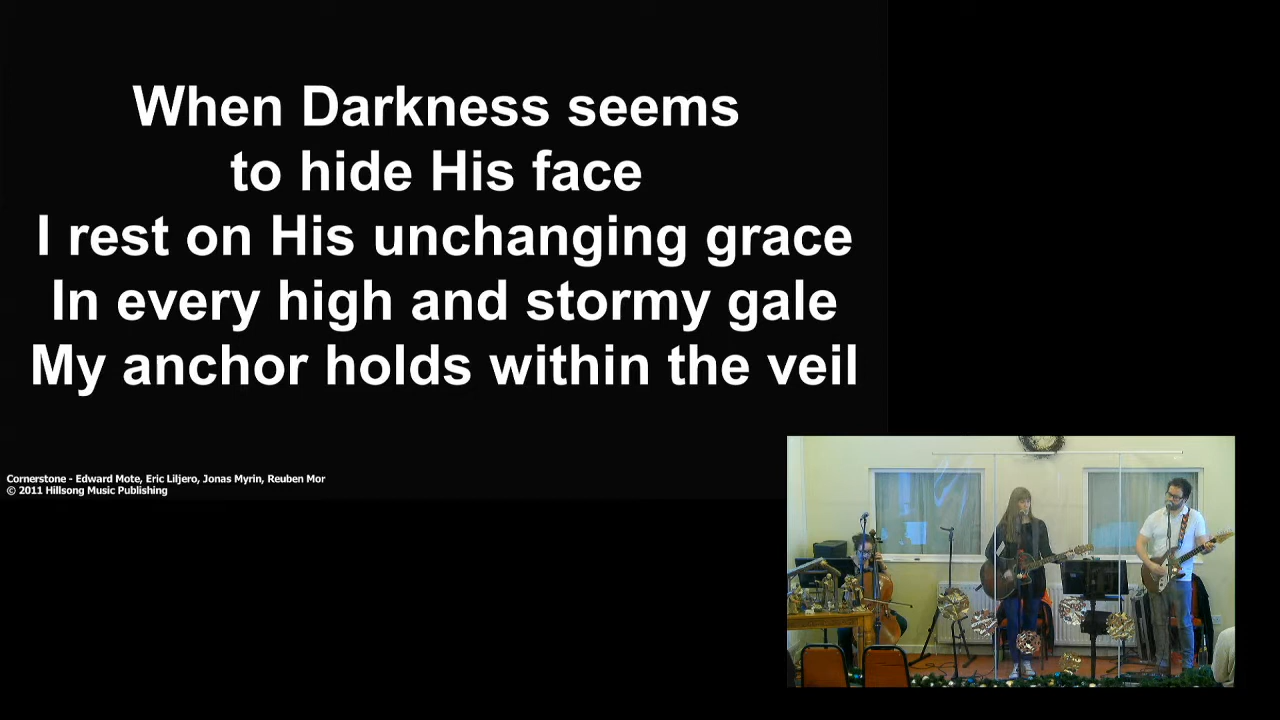 When Darkness seems
to hide His face
I rest on His unchanging grace
In every high and stormy gale
My anchor holds within the veil
Cornerstone - Edward Mote, Eric Liljero, Jonas Myrin, Reuben Mor
© 2011 Hillsong Music Publishing